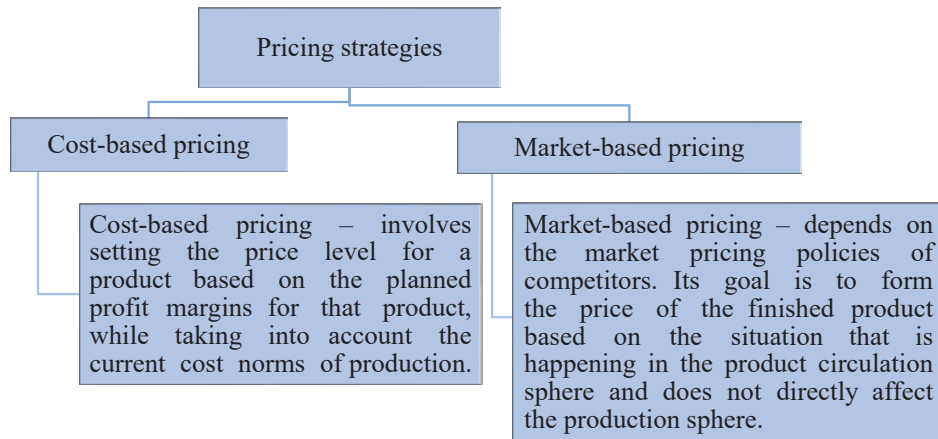 Pricing strategies
Cost-based pricing
Market-based pricing
Cost-based pricing – involves
setting the price level for a
product based on the planned
profit margins for that product,
while taking into account the
current cost norms of production.
Market-based pricing – depends on
the market pricing policies of
competitors. Its goal is to form
the price of the finished product
based on the situation that is
happening in the product circulation
sphere and does not directly affect
the production sphere.